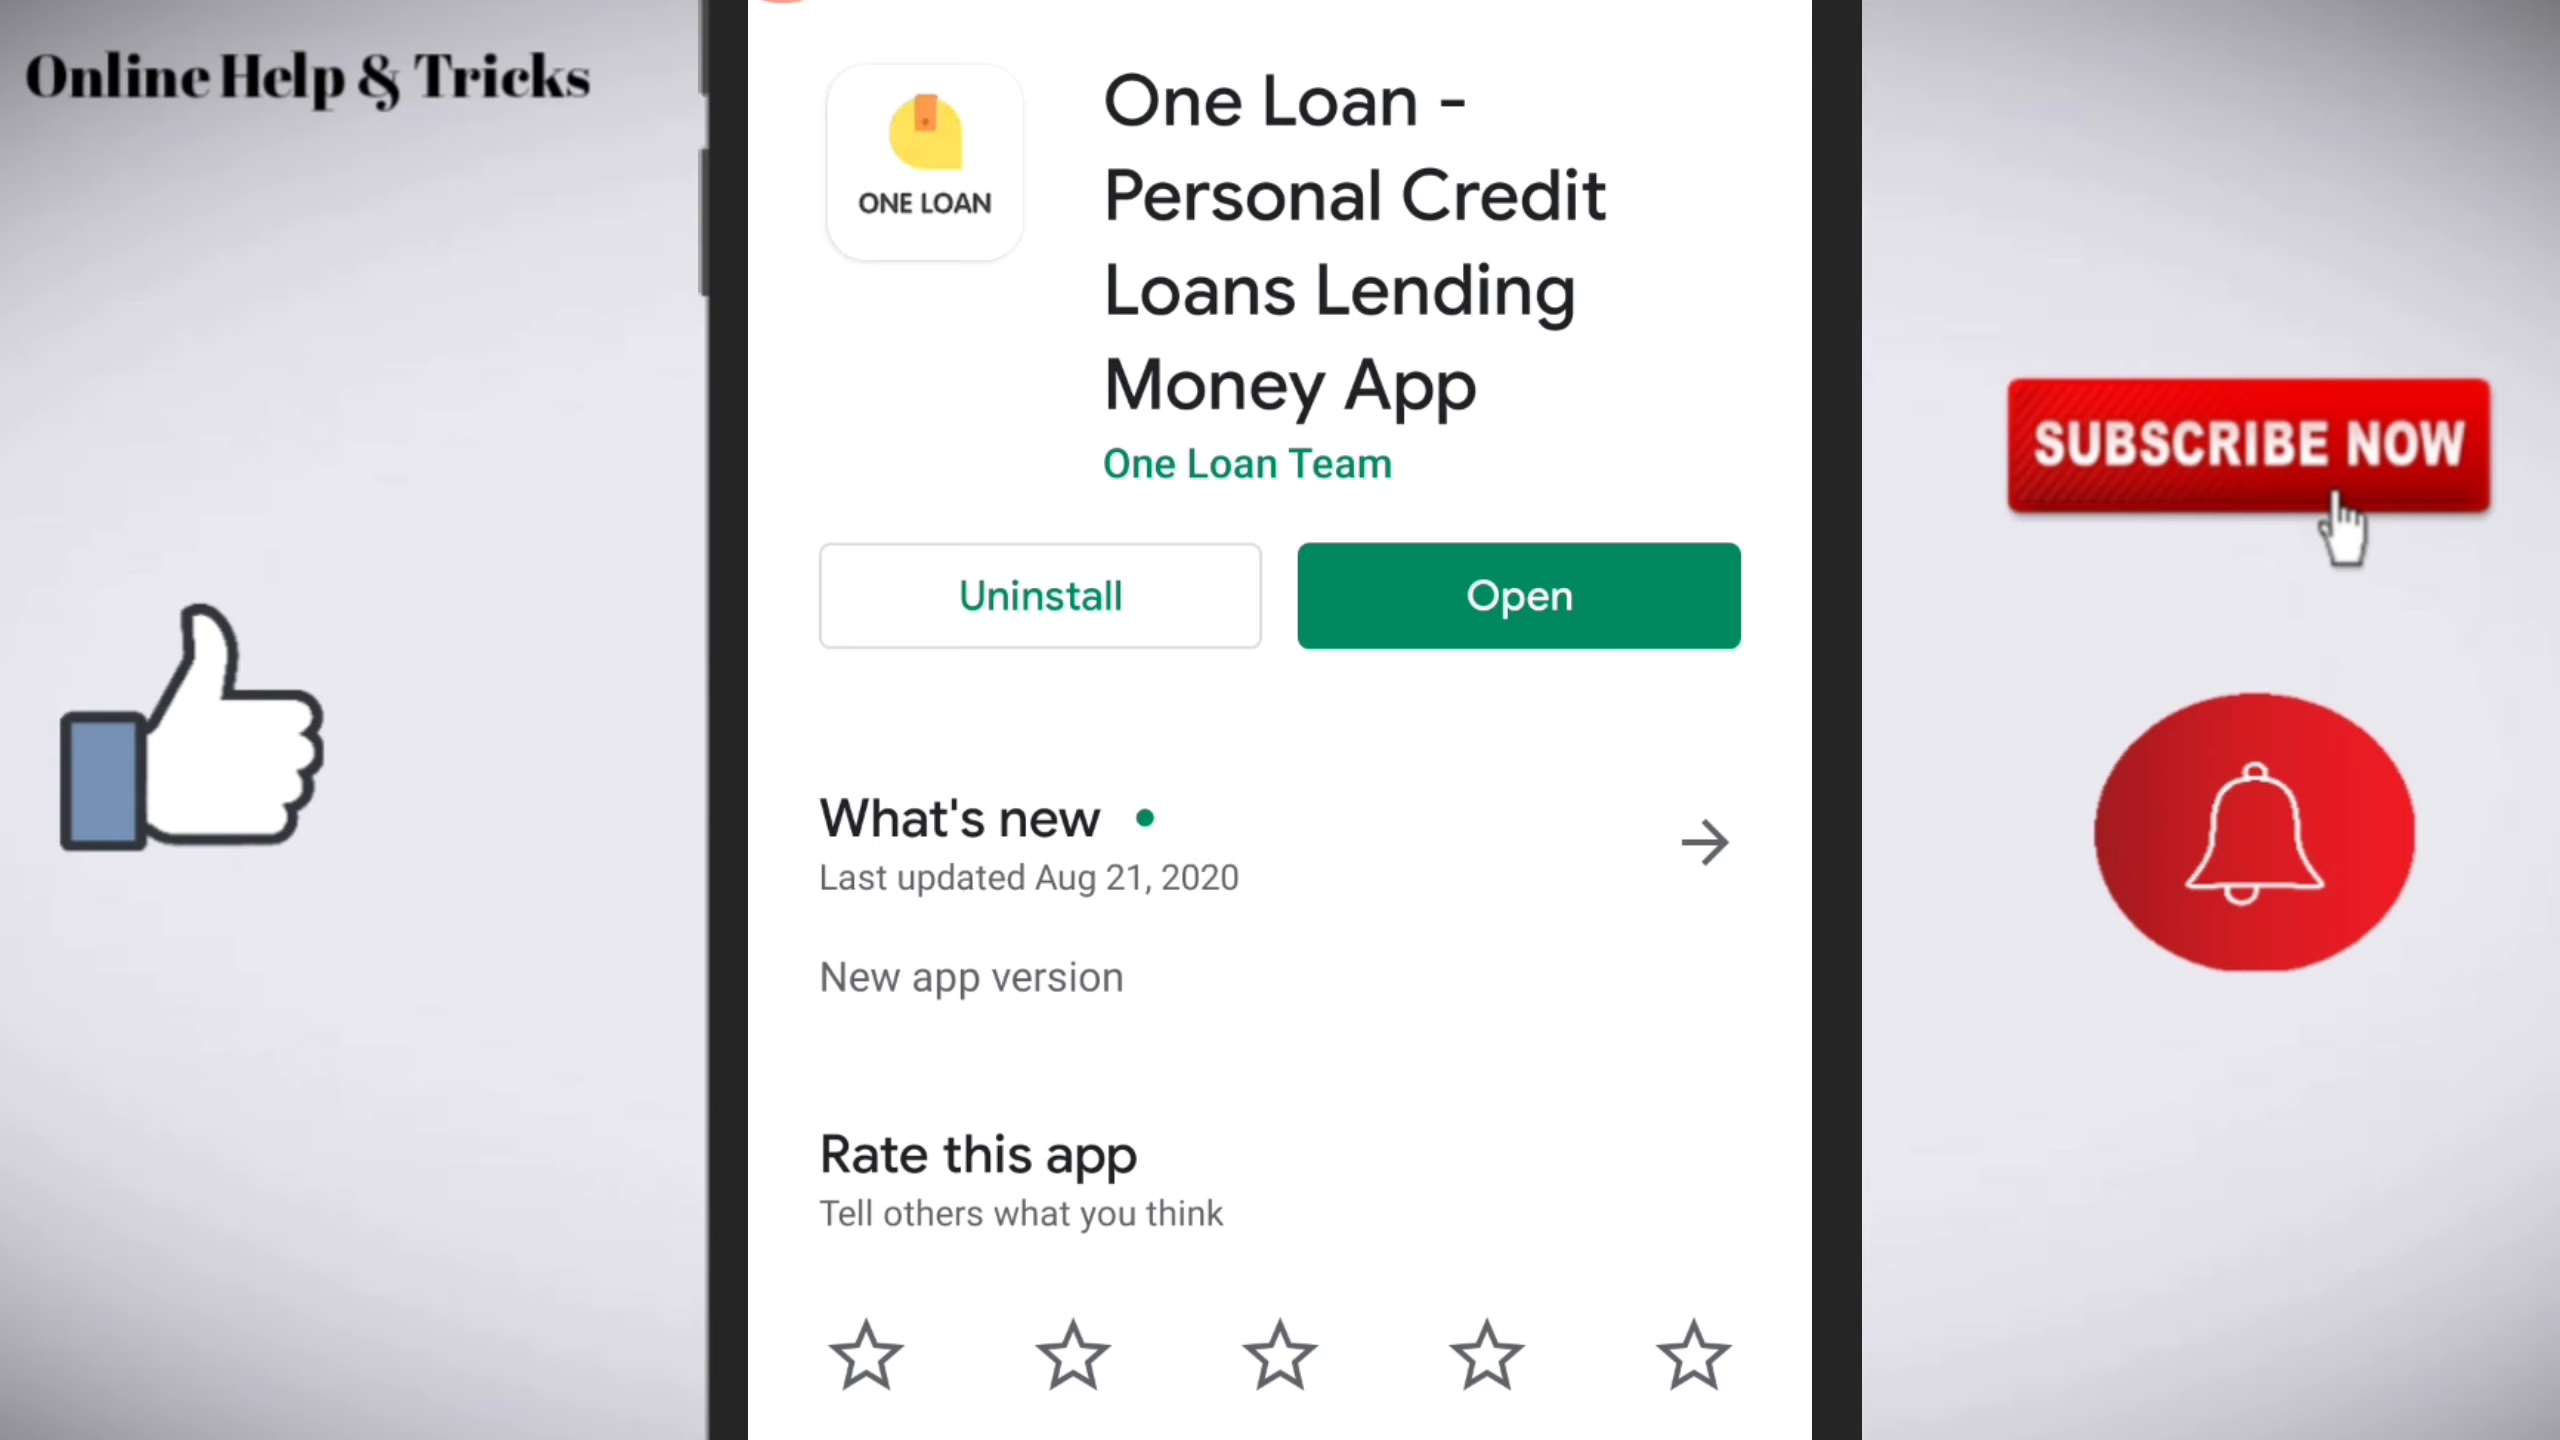 Online Help & Tricks
ONE LOAN
One Loan -
Personal Credit
Loans Lending
Money App
One Loan Team
Uninstall
Open
SUBSCRIBE NOW
What's new
Last updated Aug 21, 2020
New app version
Rate this app
Tell others what you think